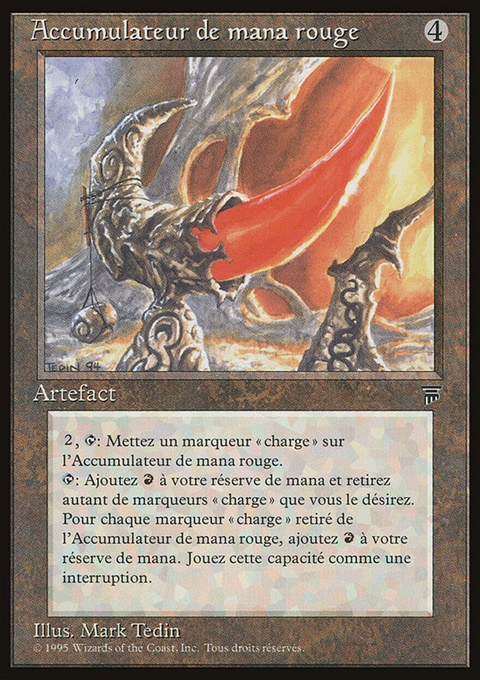 Accumulateur de mana rouge 4
TEDIN 94
Artefact
2, : Mettez un marqueur «charge» sur
l'Accumulateur de mana rouge.
: Ajoutez à votre réserve de mana et retirez
autant de marqueurs «charge» que vous le désirez.
Pour chaque marqueur «charge» retiré de
l'Accumulateur de mana rouge, ajoutez à votre
réserve de mana. Jouez cette capacité comme une
interruption.
Illus. Mark Tedin
© 1995 Wizards of the Coast, Inc. Tous droits réservés.